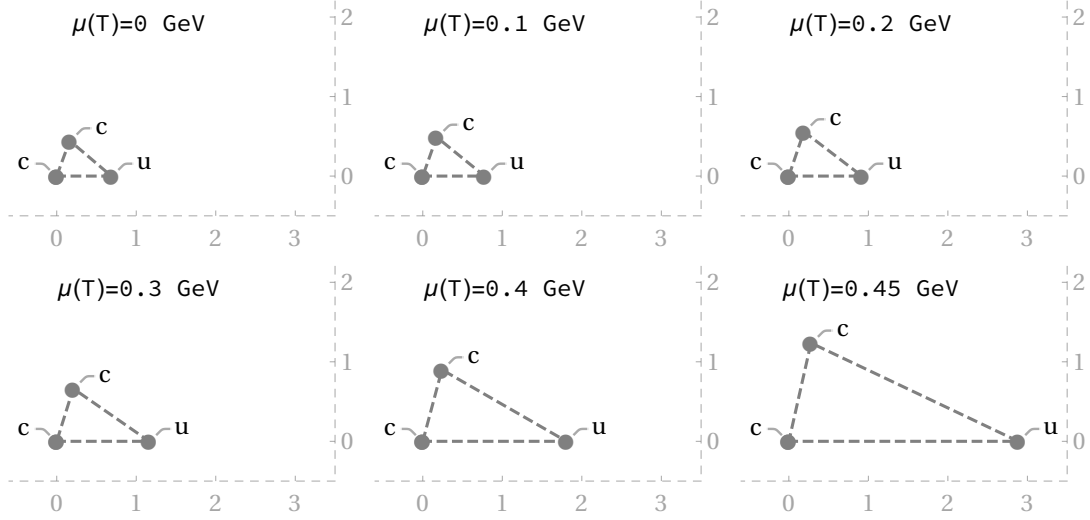 μ(T)=0 GeV
2
1
0
c
c
u
0 1 2 3
μ(T)=0.1 GeV
2
1
0
c
c
u
0 1 2 3
μ(T)=0.2 GeV
2
1
0
c
c
u
0 1 2 3
μ(T)=0.3 GeV
2
1
0
c
c
u
0 1 2 3
μ(T)=0.4 GeV
2
1
0
c
c
u
0 1 2 3
μ(T)=0.45 GeV
2
1
0
c
c
u
0 1 2 3